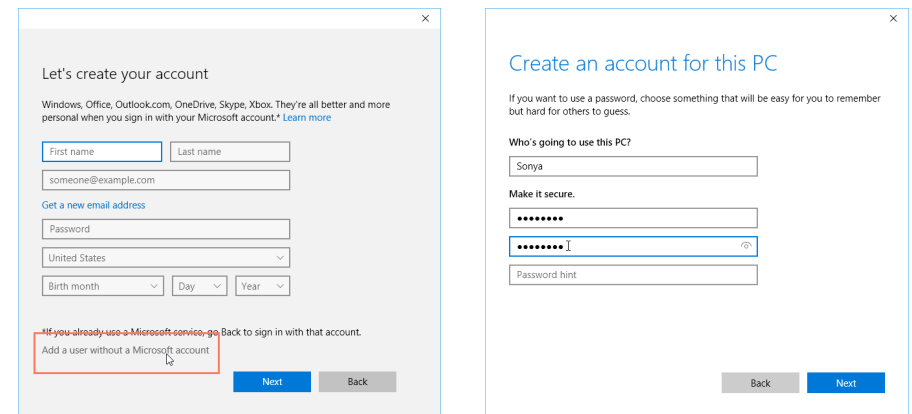 Let's create your account
Windows, Office, Outlook.com, OneDrive, Skype, Xbox. They're all better and more
personal when you sign in with your Microsoft account.* Learn more
First name
Last name
someone@example.com
Get a new email address
Password
United States
Birth month
Day
Year
*If you already use a Microsoft service, go Back to sign in with that account.
Add a user without a Microsoft account
Next
Back
Create an account for this PC
If you want to use a password, choose something that will be easy for you to remember
but hard for others to guess.
Who's going to use this PC?
Sonya
Make it secure.
●●●●●●●●
●●●●●●●●
Password hint
Back
Next